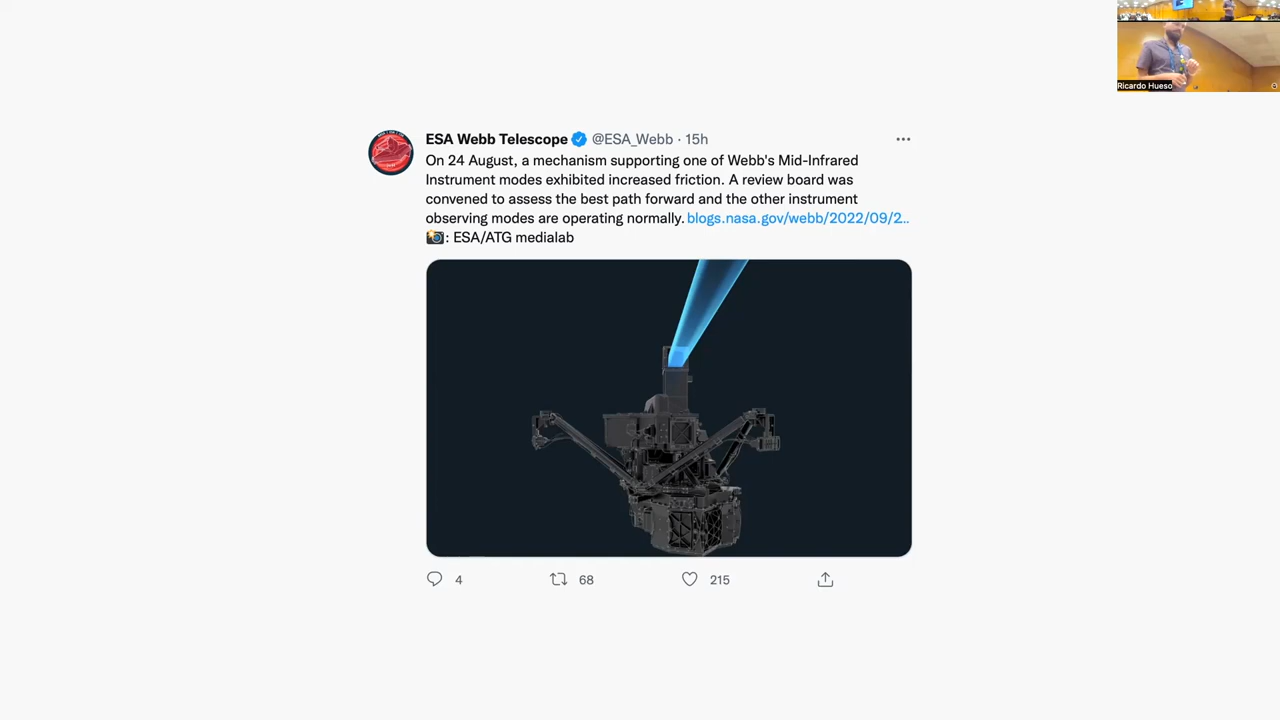 Ricardo Hueso
ESA Webb Telescope @ESA_Webb · 15h
On 24 August, a mechanism supporting one of Webb's Mid-Infrared
Instrument modes exhibited increased friction. A review board was
convened to assess the best path forward and the other instrument
observing modes are operating normally. blogs.nasa.gov/webb/2022/09/2…
📸: ESA/ATG medialab
4 68 215